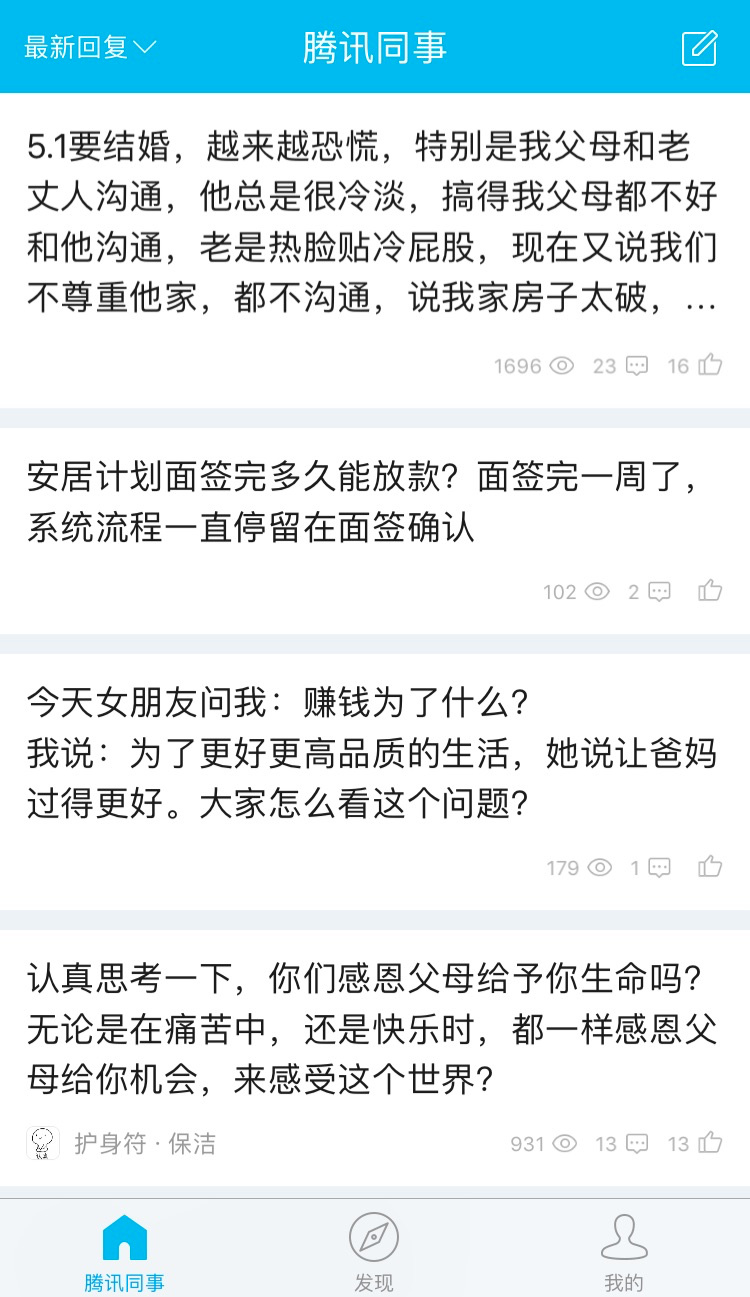 最新回复
腾讯同事
5.1要结婚，越来越恐慌，特别是我父母和老
丈人沟通，他总是很冷淡，搞得我父母都不好
和他沟通，老是热脸贴冷屁股，现在又说我们
不尊重他家，都不沟通，说我家房子太破，...
1696 23 16
安居计划面签完多久能放款？面签完一周了，
系统流程一直停留在面签确认
102 2
今天女朋友问我：赚钱为了什么？
我说：为了更好更高品质的生活，她说让爸妈
过得更好。大家怎么看这个问题？
179 1
认真思考一下，你们感恩父母给予你生命吗？
无论是在痛苦中，还是快乐时，都一样感恩父
母给你机会，来感受这个世界？
护身符 · 保洁 931 13 13
腾讯同事 发现 我的